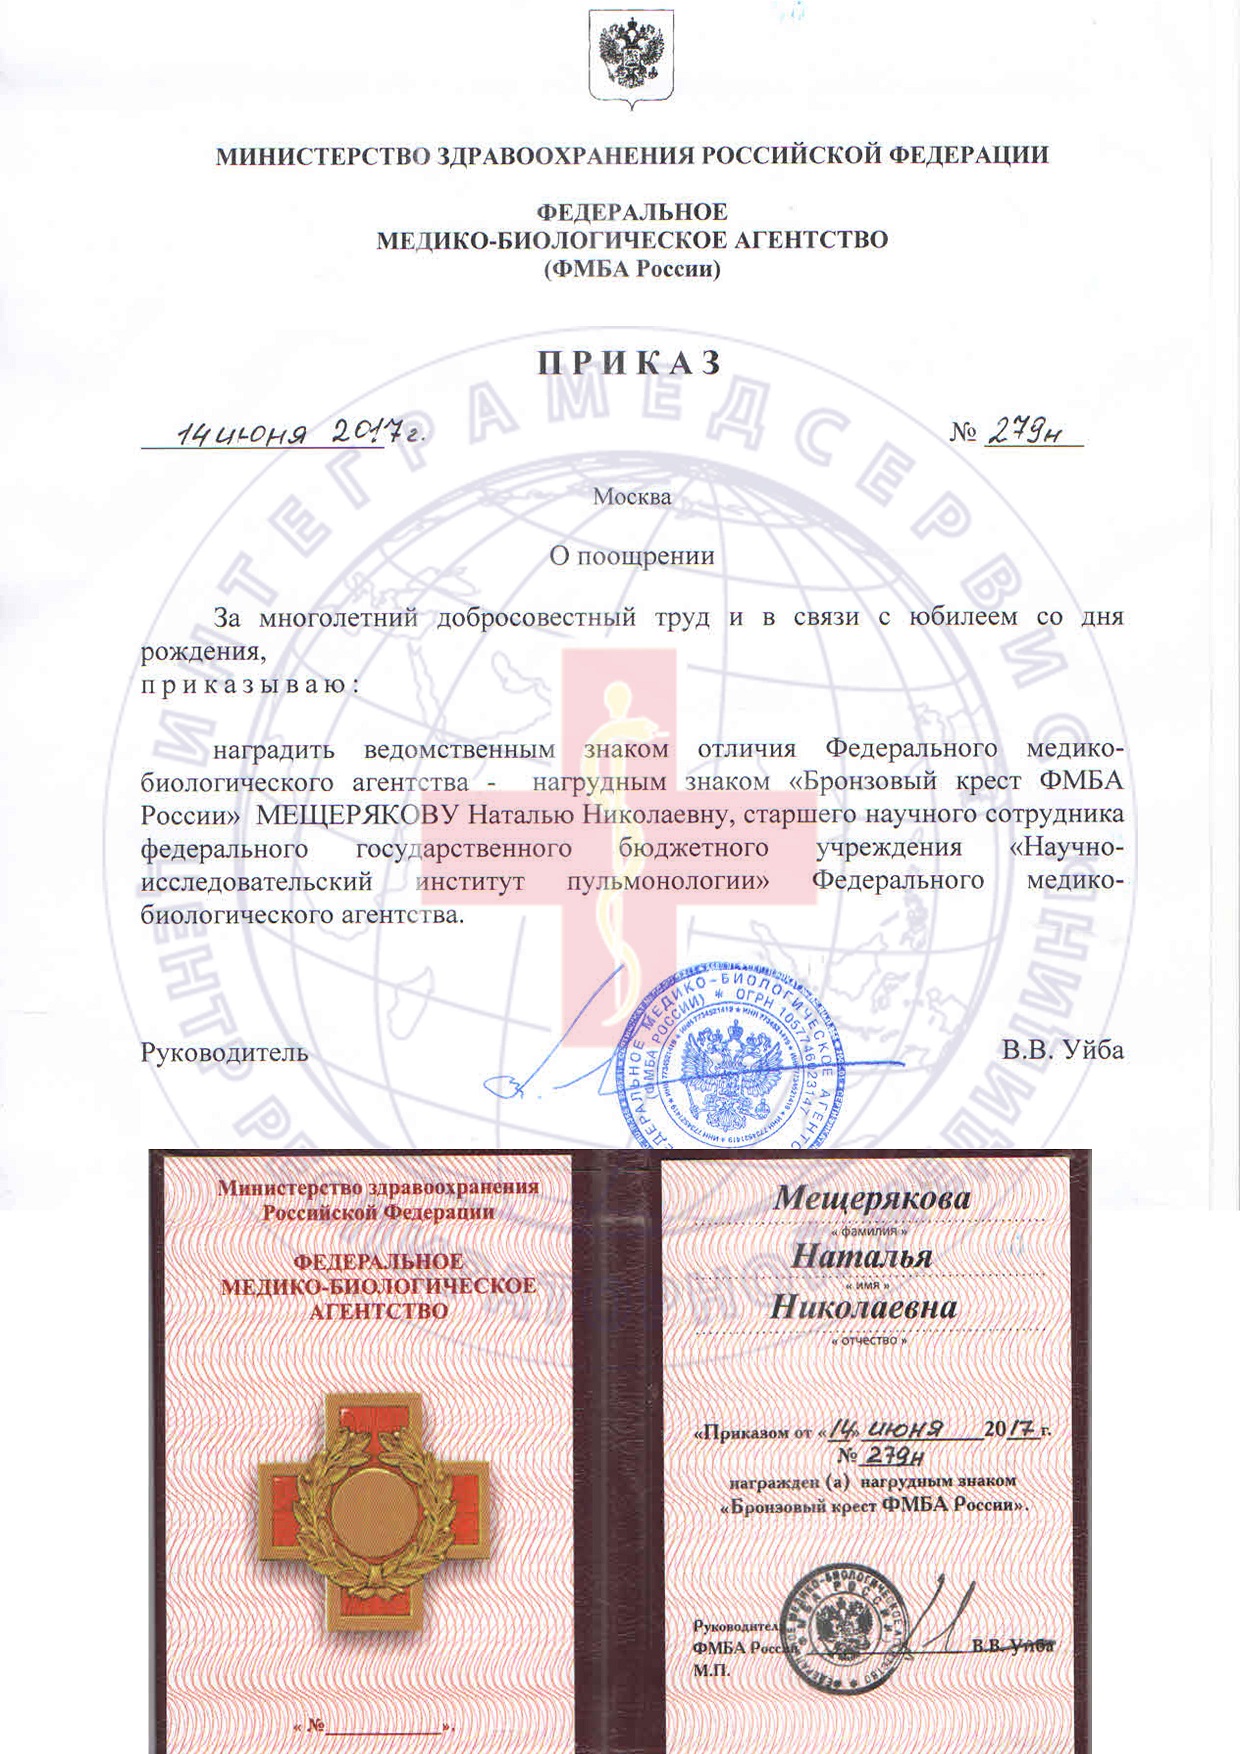 МИНИСТЕРСТВО ЗДРАВООХРАНЕНИЯ РОССИЙСКОЙ ФЕДЕРАЦИИ
ФЕДЕРАЛЬНОЕ
МЕДИКО-БИОЛОГИЧЕСКОЕ АГЕНТСТВО
(ФМБА России)
ПРИКАЗ
14 июня 2017 г.
№ 279н
Москва
О поощрении
За многолетний добросовестный труд и в связи с юбилеем со дня
рождения,
приказываю:
наградить ведомственным знаком отличия Федерального медико-
биологического агентства - нагрудным знаком «Бронзовый крест ФМБА
России» МЕЩЕРЯКОВУ Наталью Николаевну, старшего научного сотрудника
федерального государственного бюджетного учреждения «Научно-
исследовательский институт пульмонологии» Федерального медико-
биологического агентства.
Руководитель
В.В. Уйба
ИНТЕГРАМЕДСЕРВИС
МЕДИКО-БИОЛОГИЧЕСКОЕ
(ФМБА РОССИИ) * ОГРН 1057746023147
ИНН 7734521419
Министерство здравоохранения
Российской Федерации
ФЕДЕРАЛЬНОЕ
МЕДИКО-БИОЛОГИЧЕСКОЕ
АГЕНТСТВО
« № ».
Мещерякова
« фамилия »
Наталья
« имя »
Николаевна
« отчество »
«Приказом от «14» июня 2017 г.
№ 279н
награжден (а) нагрудным знаком
«Бронзовый крест ФМБА России».
Руководитель
ФМБА России
В.В. Уйба
М.П.